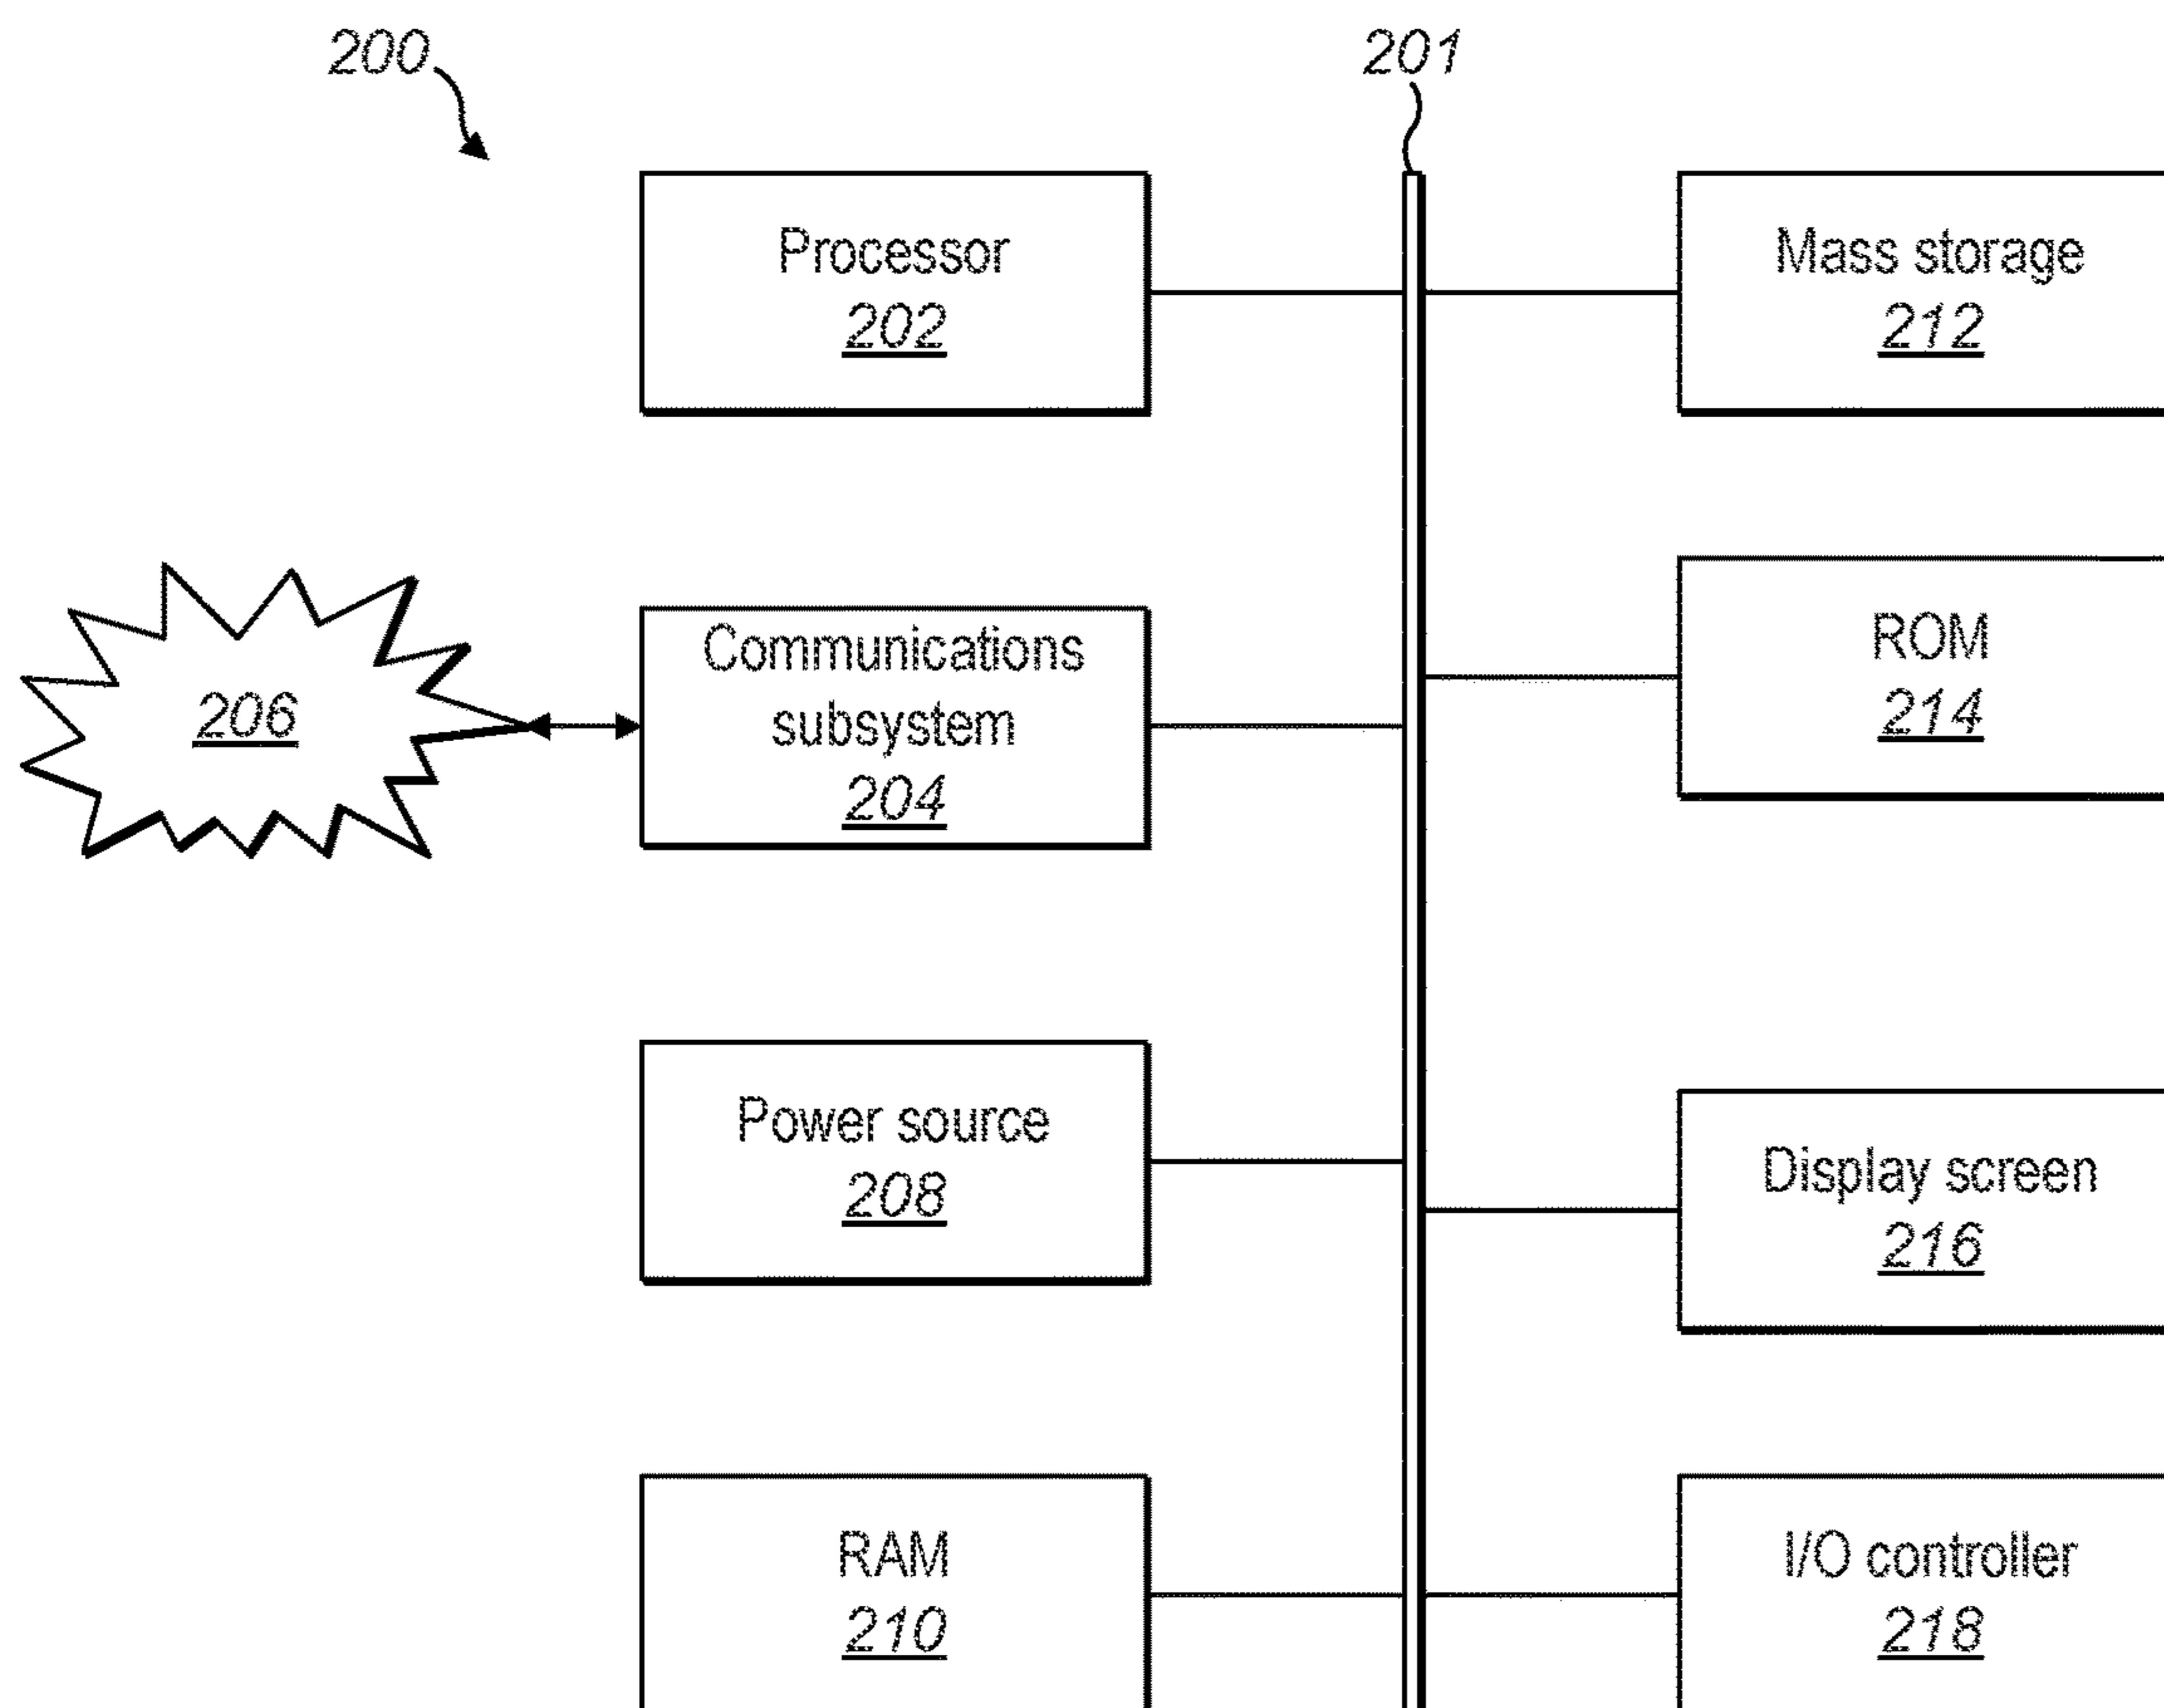 200
201
Processor
202
Mass storage
212
Communications
subsystem
204
206
ROM
214
Power source
208
Display screen
216
RAM
210
I/O controller
218